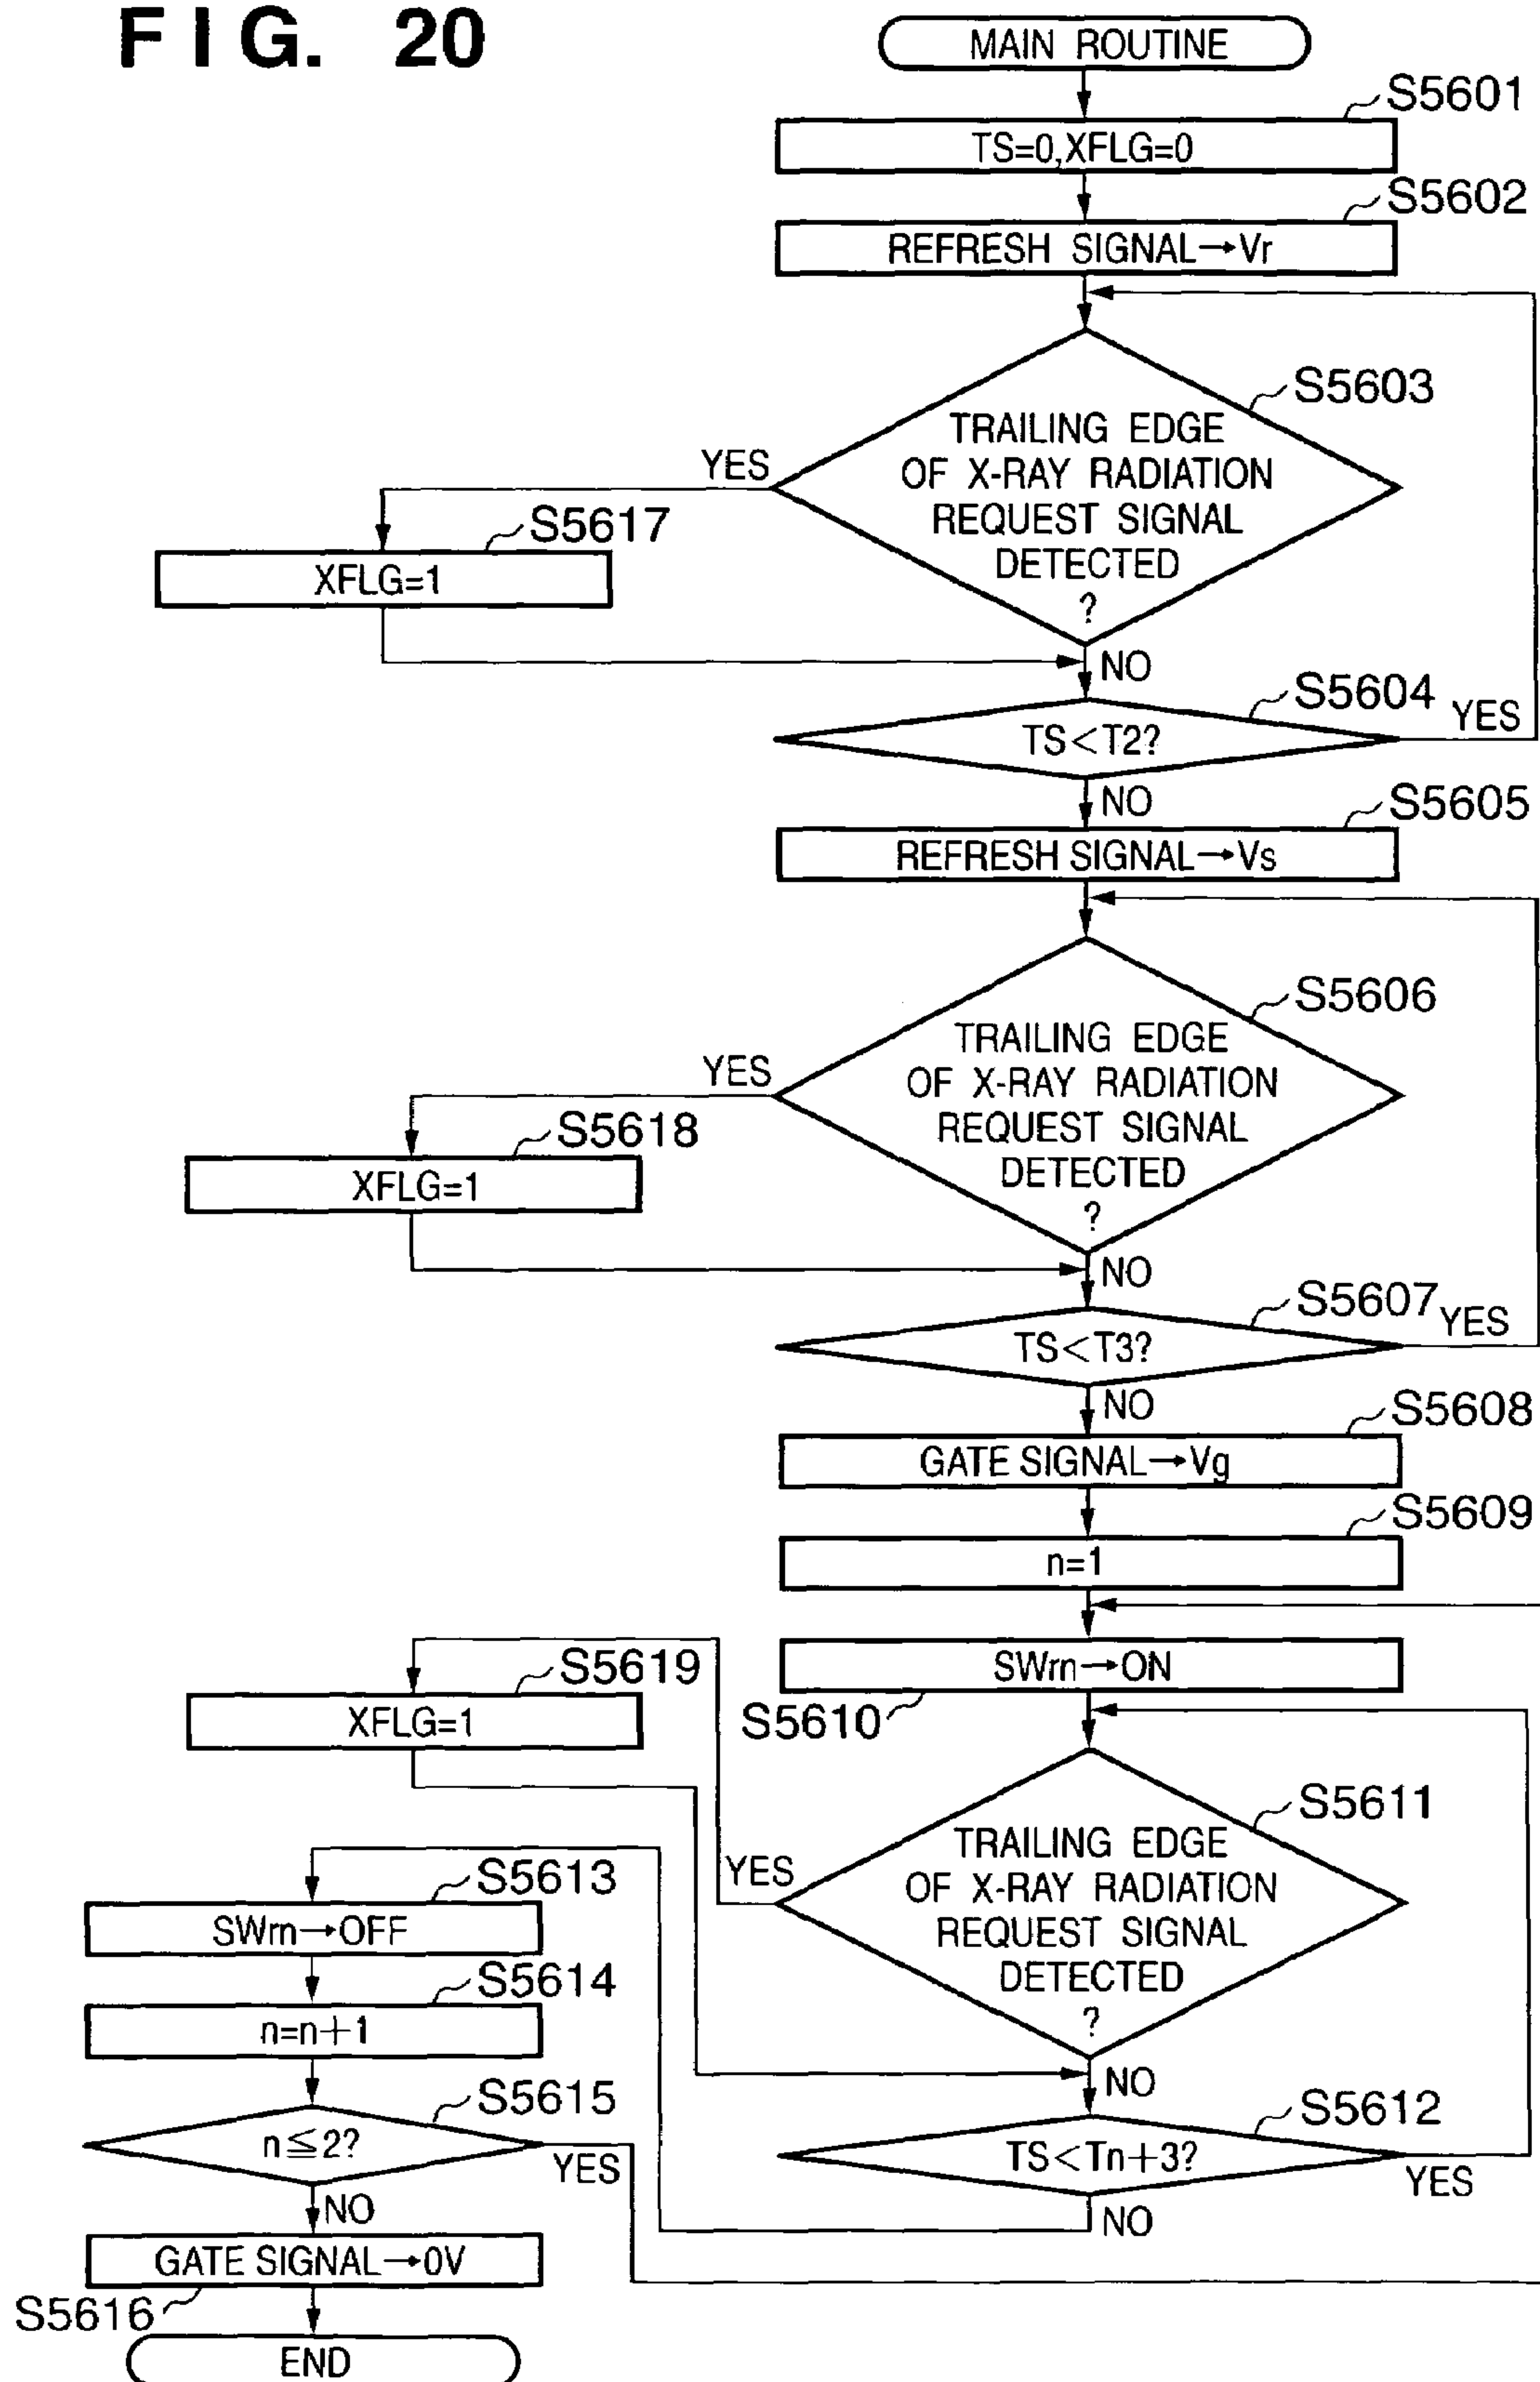 FIG. 20
MAIN ROUTINE
S5601
TS=0,XFLG=0
S5602
REFRESH SIGNAL→Vr
S5603
TRAILING EDGE
OF X-RAY RADIATION
REQUEST SIGNAL
DETECTED
?
YES
S5617
XFLG=1
NO
S5604
TS<T2?
YES
NO
S5605
REFRESH SIGNAL→Vs
S5606
TRAILING EDGE
OF X-RAY RADIATION
REQUEST SIGNAL
DETECTED
?
YES
S5618
XFLG=1
NO
S5607
TS<T3?
YES
NO
S5608
GATE SIGNAL→Vg
S5609
n=1
SWrn→ON
S5610
S5619
XFLG=1
S5611
TRAILING EDGE
OF X-RAY RADIATION
REQUEST SIGNAL
DETECTED
?
YES
NO
S5612
TS<Tn+3?
YES
NO
S5613
SWrn→OFF
S5614
n=n+1
S5615
n≦2?
YES
NO
GATE SIGNAL→0V
S5616
END